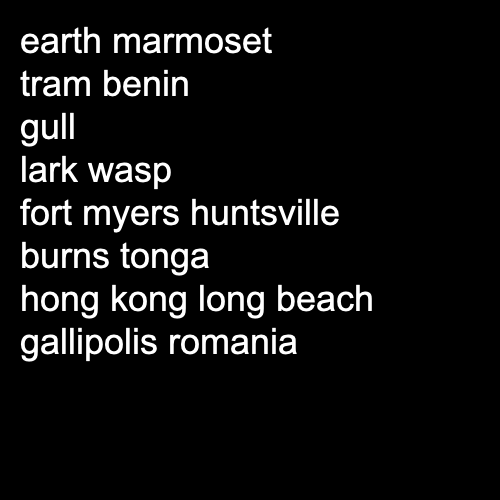 earth marmoset
tram benin
gull
lark wasp
fort myers huntsville
burns tonga
hong kong long beach
gallipolis romania